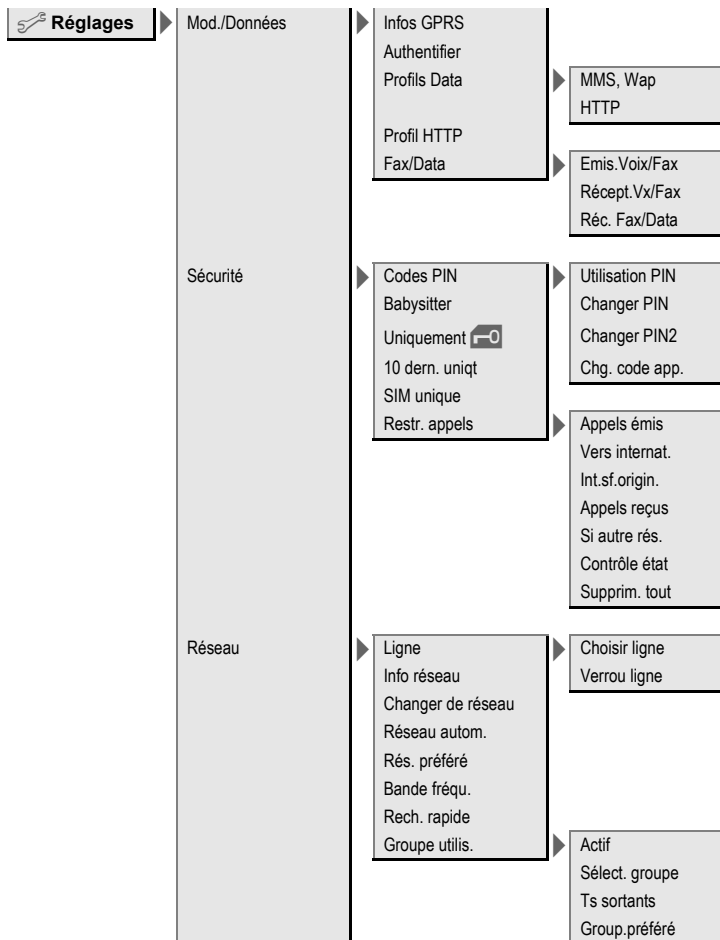 Réglages
Mod./Données
Infos GPRS
Authentifier
Profils Data
MMS, Wap
HTTP
Profil HTTP
Fax/Data
Emis.Voix/Fax
Récept.Vx/Fax
Réc. Fax/Data
Sécurité
Codes PIN
Utilisation PIN
Changer PIN
Changer PIN2
Chg. code app.
Babysitter
Uniquement
10 dern. uniqt
SIM unique
Restr. appels
Appels émis
Vers internat.
Int.sf.origin.
Appels reçus
Si autre rés.
Contrôle état
Supprim. tout
Réseau
Ligne
Choisir ligne
Verrou ligne
Info réseau
Changer de réseau
Réseau autom.
Rés. préféré
Bande fréqu.
Rech. rapide
Groupe utilis.
Actif
Sélect. groupe
Ts sortants
Group.préféré